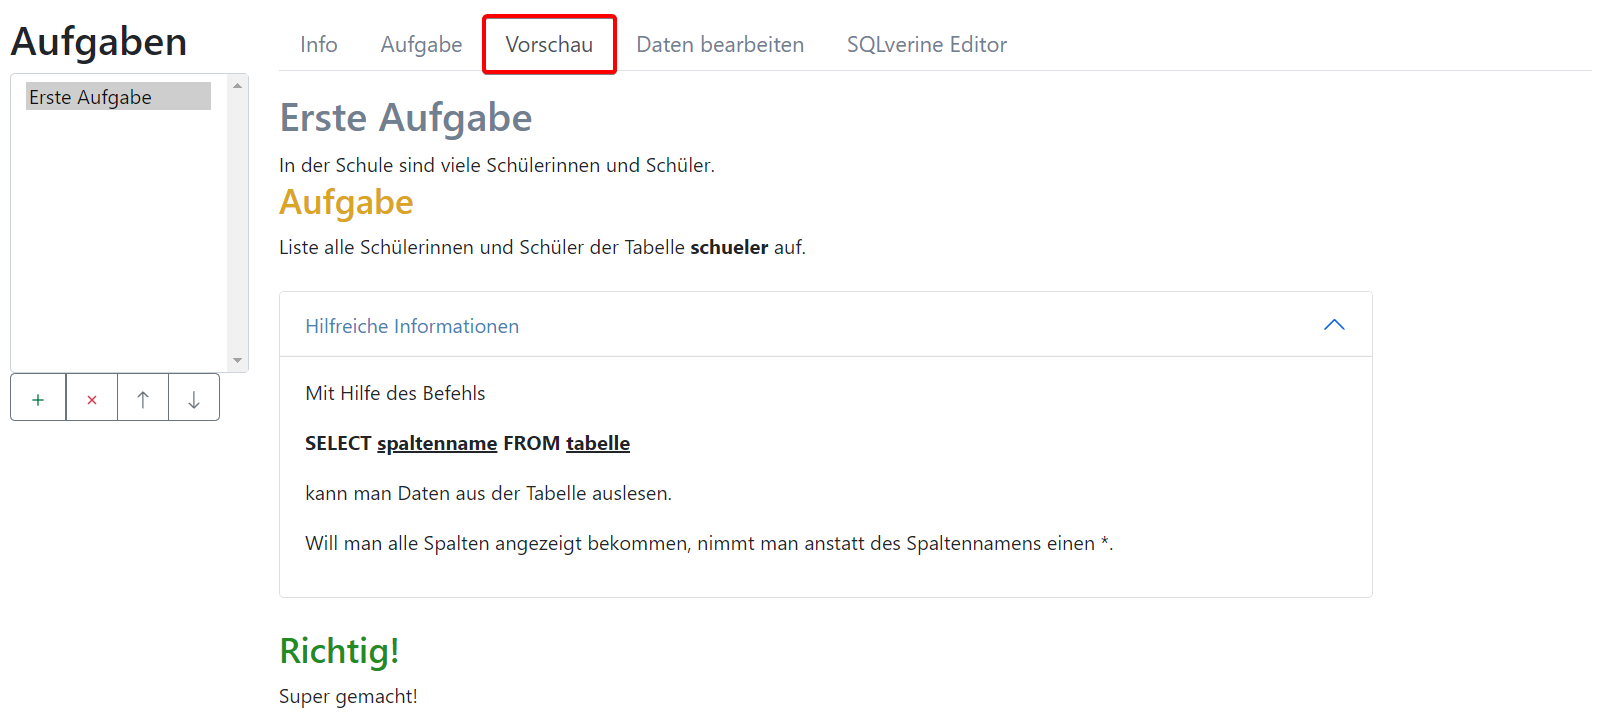 Aufgaben
Erste Aufgabe
Info Aufgabe Vorschau Daten bearbeiten SQLverine Editor
Erste Aufgabe
In der Schule sind viele Schülerinnen und Schüler.
Aufgabe
Liste alle Schülerinnen und Schüler der Tabelle schueler auf.
Hilfreiche Informationen
Mit Hilfe des Befehls
SELECT spaltenname FROM tabelle
kann man Daten aus der Tabelle auslesen.
Will man alle Spalten angezeigt bekommen, nimmt man anstatt des Spaltennamens einen *.
Richtig!
Super gemacht!